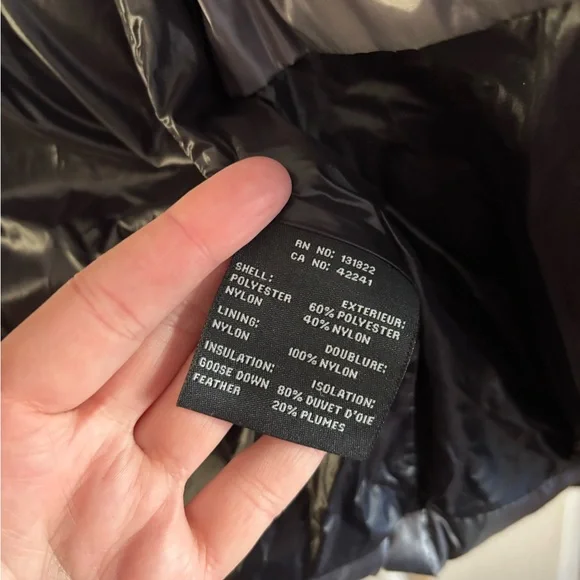 RN NO: 131822
CA NO: 42241
SHELL:
POLYESTER
NYLON
LINING:
NYLON
INSULATION:
GOOSE DOWN
FEATHER
EXTERIEUR:
60% POLYESTER
40% NYLON
DOUBLURE:
100% NYLON
ISOLATION:
80% DUVET D'OIE
20% PLUMES